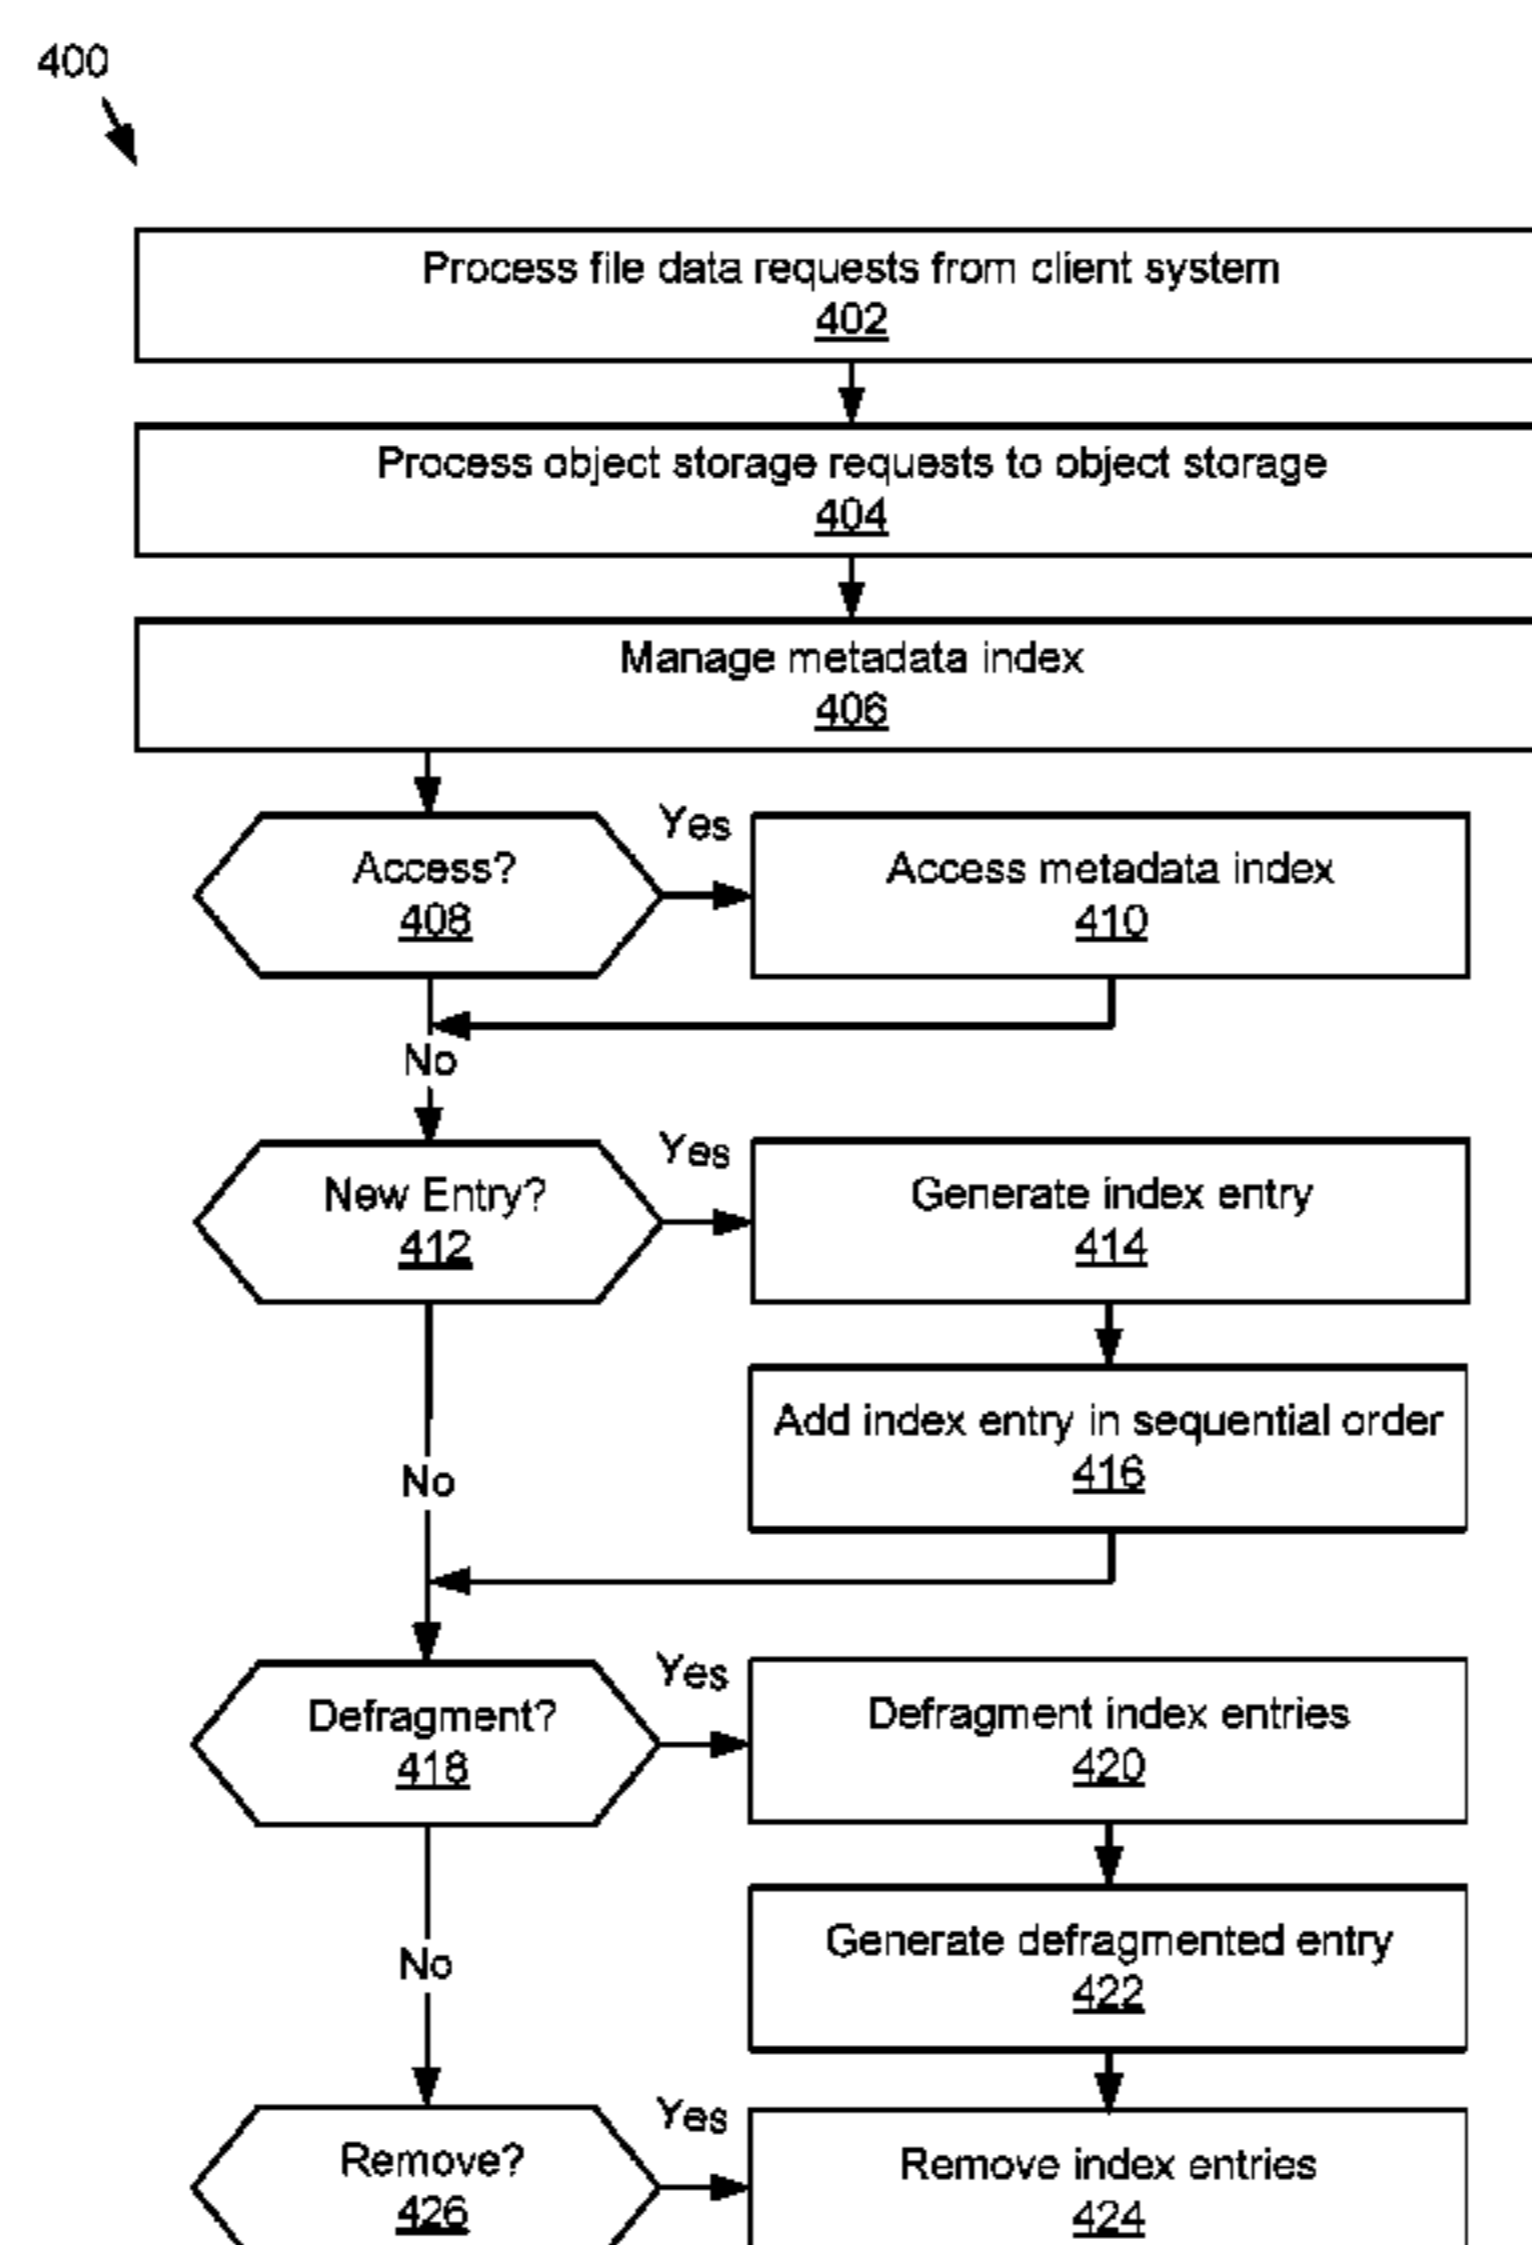 400
Process file data requests from client system
402
Process object storage requests to object storage
404
Manage metadata index
406
Access?
408
Yes
Access metadata index
410
No
New Entry?
412
Yes
Generate index entry
414
Add index entry in sequential order
416
No
Defragment?
418
Yes
Defragment index entries
420
Generate defragmented entry
422
No
Remove?
426
Yes
Remove index entries
424